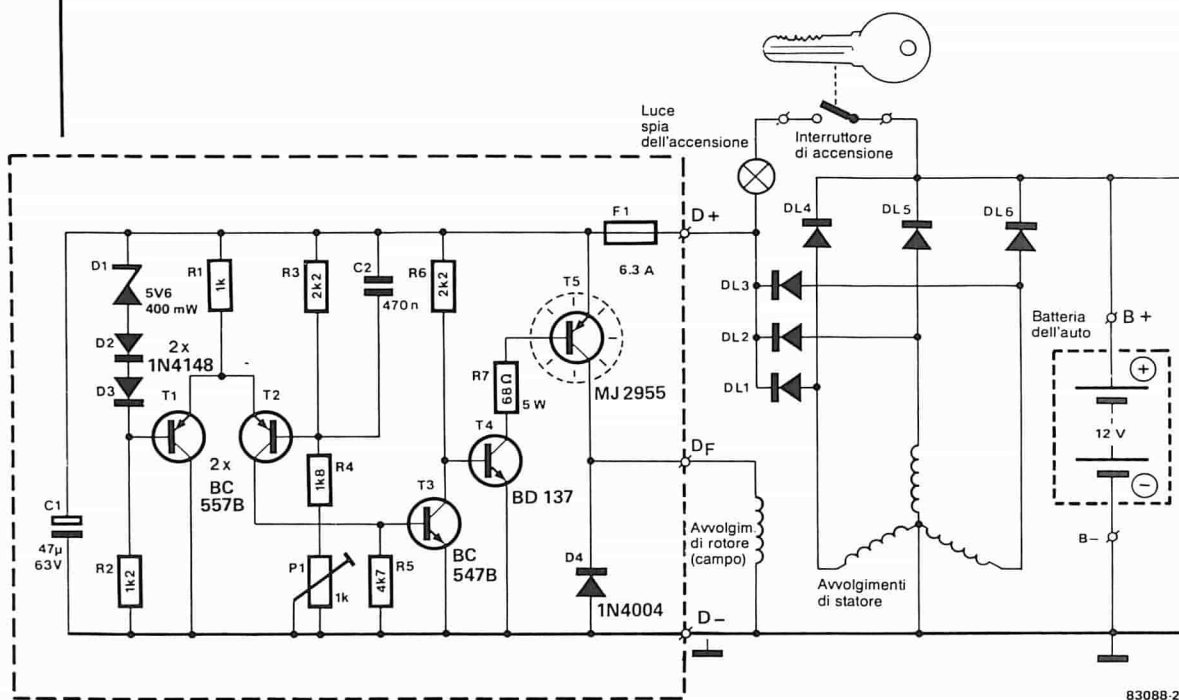 Luce
spia
dell'accensione
Interruttore
di accensione
D+
F1
6.3 A
DL4
DL5
DL6
DL3
DL2
DL1
Batteria
dell'auto
B +
+
12 V
−
B−
D1
5V6
400 mW
D2
2 x
1N4148
D3
R1
1k
R3
2k2
C2
470 n
R6
2k2
T5
MJ 2955
R7
68 Ω
5 W
T1
T2
2 x
BC
557B
T4
BD 137
DF
R4
1k8
T3
BC
547B
C1
47µ
63V
R2
1k2
P1
1k
R5
4k7
D4
1N4004
Avvolgim.
di rotore
(campo)
Avvolgimenti
di statore
D −
83088-2